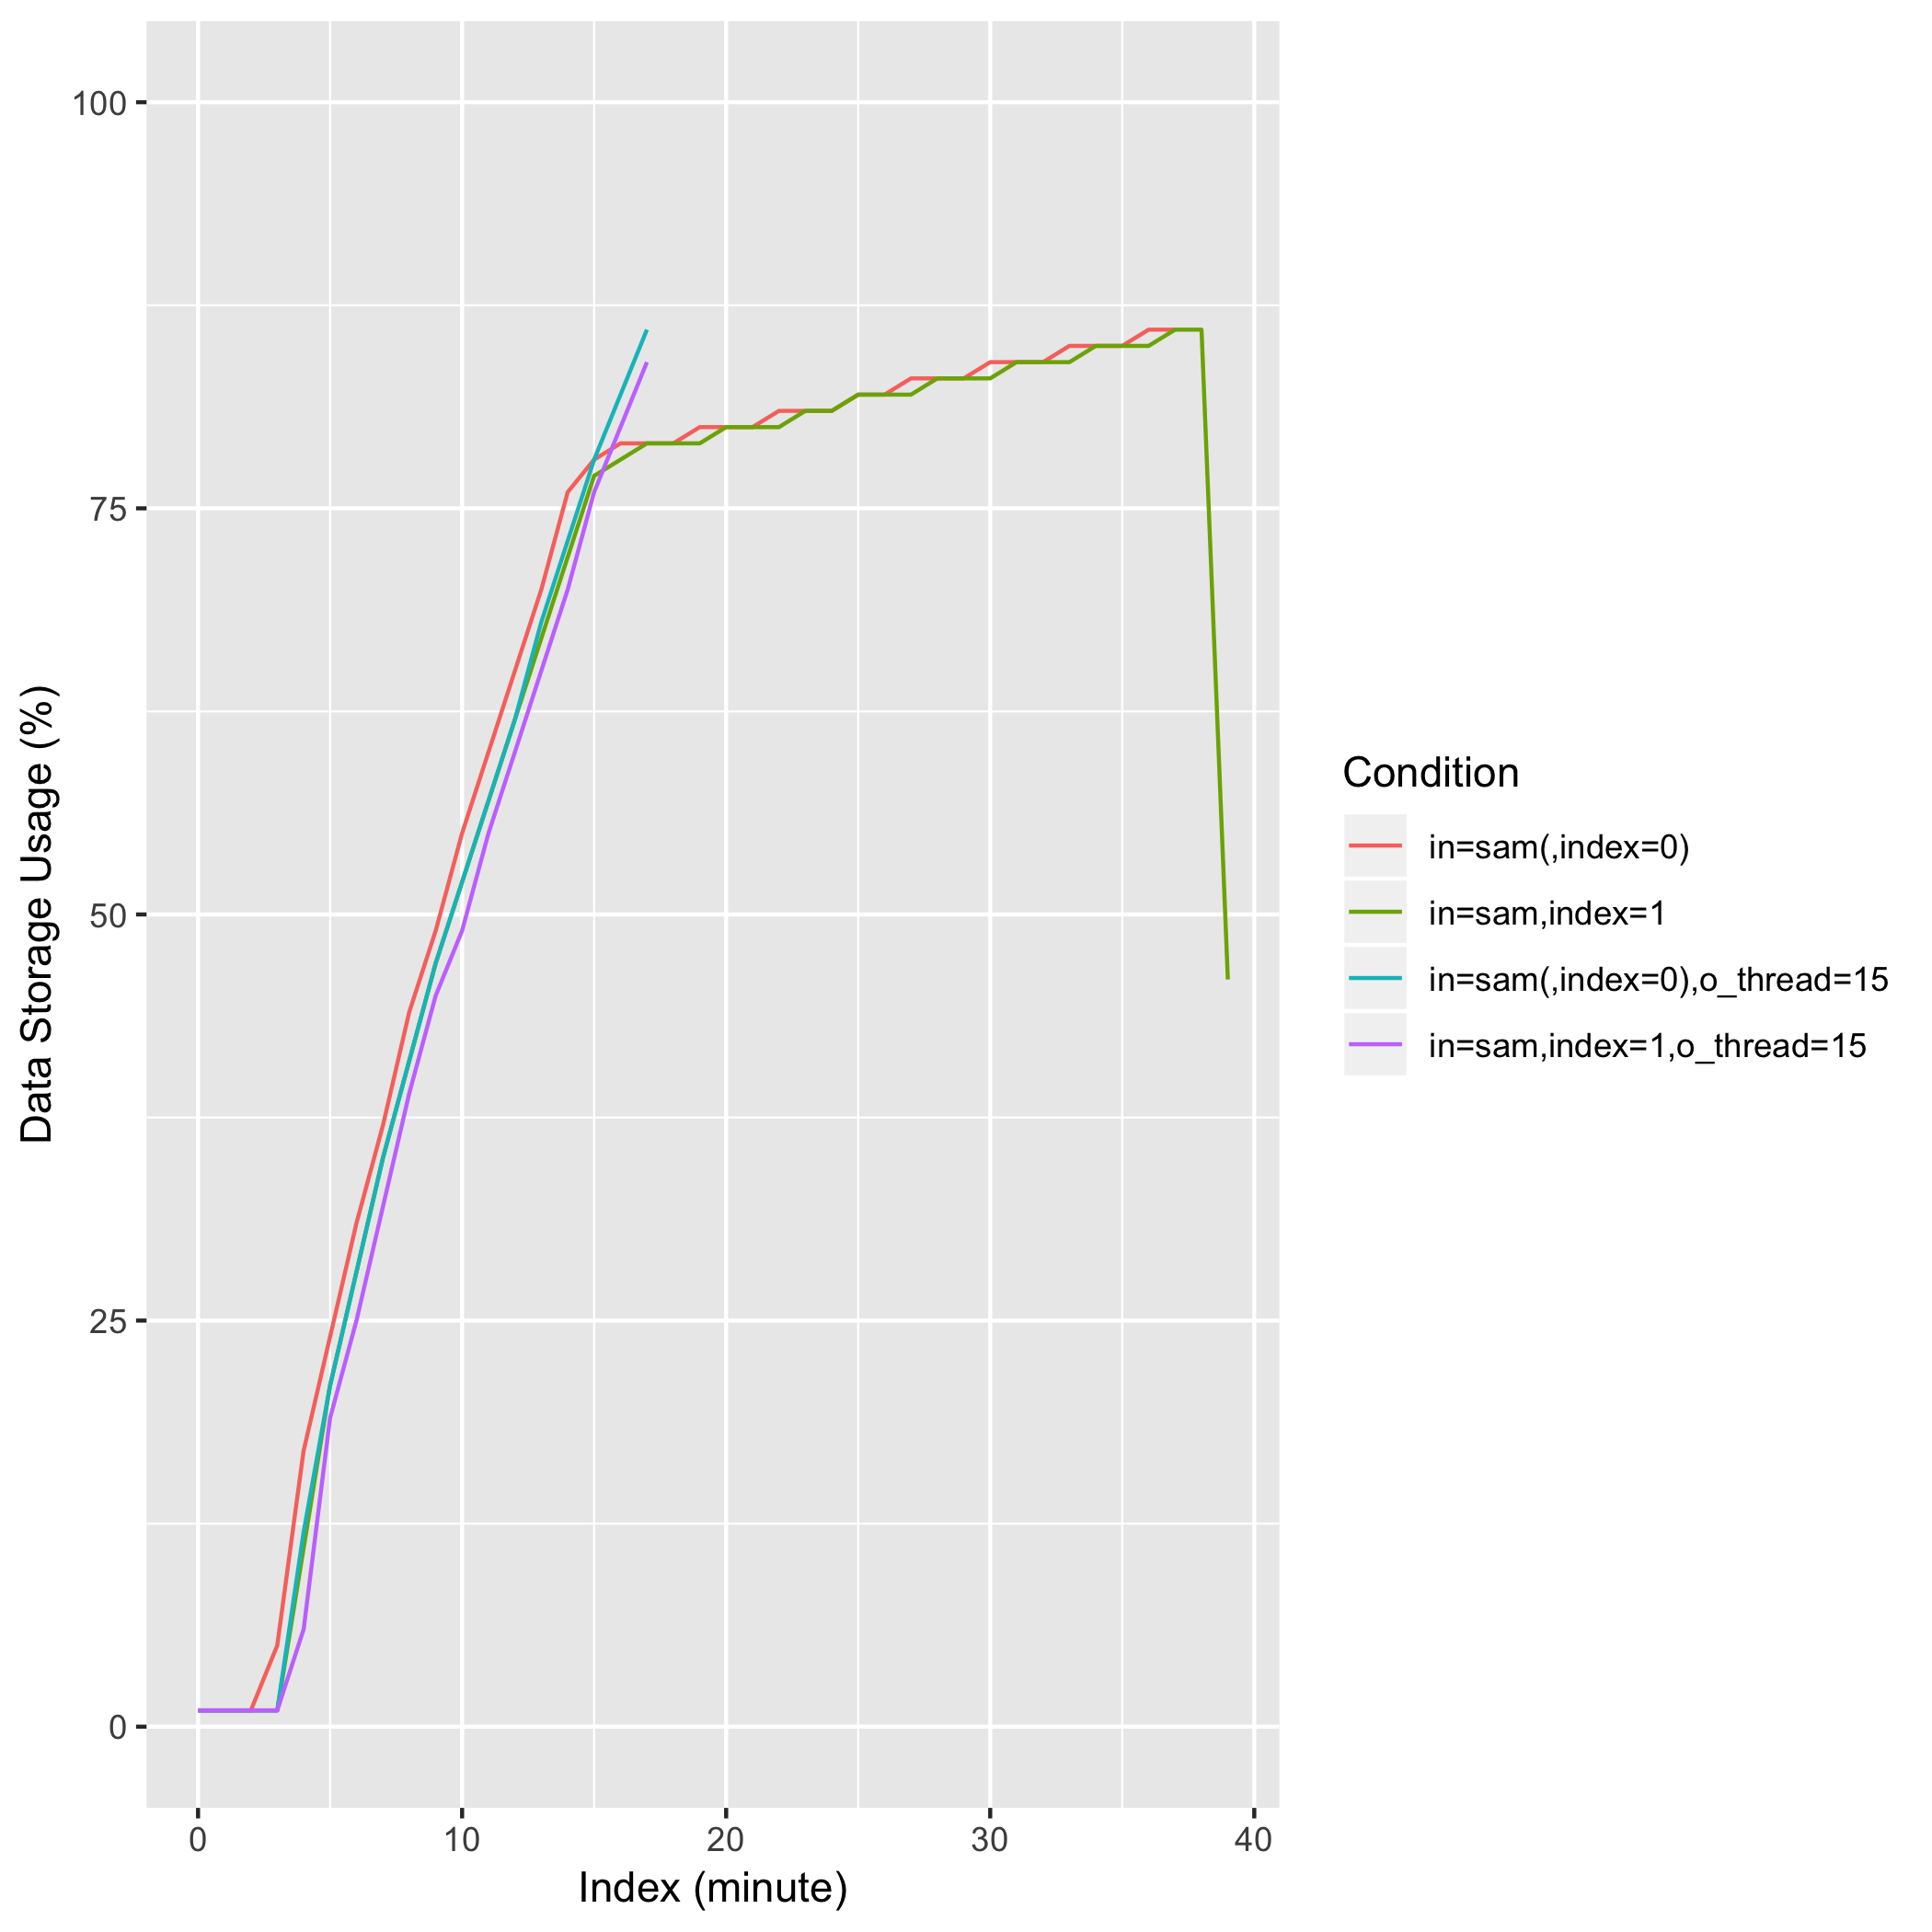 100
75
50
25
0
0 10 20 30 40
Index (minute)
Data Storage Usage (%)
Condition
in=sam(,index=0)
in=sam,index=1
in=sam(,index=0),o_thread=15
in=sam,index=1,o_thread=15